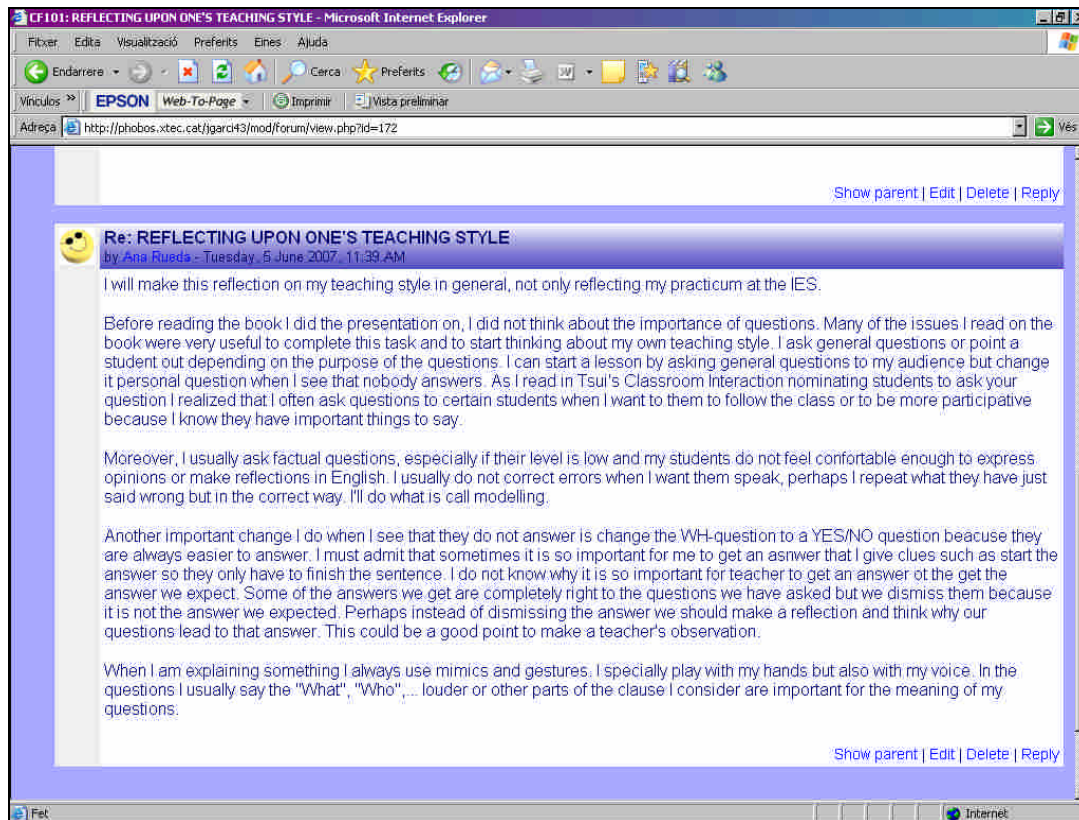 CF101: REFLECTING UPON ONE'S TEACHING STYLE - Microsoft Internet Explorer
Fitxer Edita Visualització Preferits Eines Ajuda
Endarrere Cerca Preferits
Vínculos » EPSON Web-To-Page Imprimir Vista preliminar
Adreça http://phobos.xtec.cat/jgarci43/mod/forum/view.php?id=172 Vés
Show parent | Edit | Delete | Reply
Re: REFLECTING UPON ONE'S TEACHING STYLE
by Ana Rueda - Tuesday, 5 June 2007, 11:39 AM
I will make this reflection on my teaching style in general, not only reflecting my practicum at the IES.
Before reading the book I did the presentation on, I did not think about the importance of questions. Many of the issues I read on the
book were very useful to complete this task and to start thinking about my own teaching style. I ask general questions or point a
student out depending on the purpose of the questions. I can start a lesson by asking general questions to my audience but change
it personal question when I see that nobody answers. As I read in Tsui's Classroom Interaction nominating students to ask your
question I realized that I often ask questions to certain students when I want to them to follow the class or to be more participative
because I know they have important things to say.
Moreover, I usually ask factual questions, especially if their level is low and my students do not feel confortable enough to express
opinions or make reflections in English. I usually do not correct errors when I want them speak, perhaps I repeat what they have just
said wrong but in the correct way. I'll do what is call modelling.
Another important change I do when I see that they do not answer is change the WH-question to a YES/NO question beacuse they
are always easier to answer. I must admit that sometimes it is so important for me to get an asnwer that I give clues such as start the
answer so they only have to finish the sentence. I do not know why it is so important for teacher to get an answer ot the get the
answer we expect. Some of the answers we get are completely right to the questions we have asked but we dismiss them because
it is not the answer we expected. Perhaps instead of dismissing the answer we should make a reflection and think why our
questions lead to that answer. This could be a good point to make a teacher's observation.
When I am explaining something I always use mimics and gestures. I specially play with my hands but also with my voice. In the
questions I usually say the "What", "Who",... louder or other parts of the clause I consider are important for the meaning of my
questions.
Show parent | Edit | Delete | Reply
Fet Internet